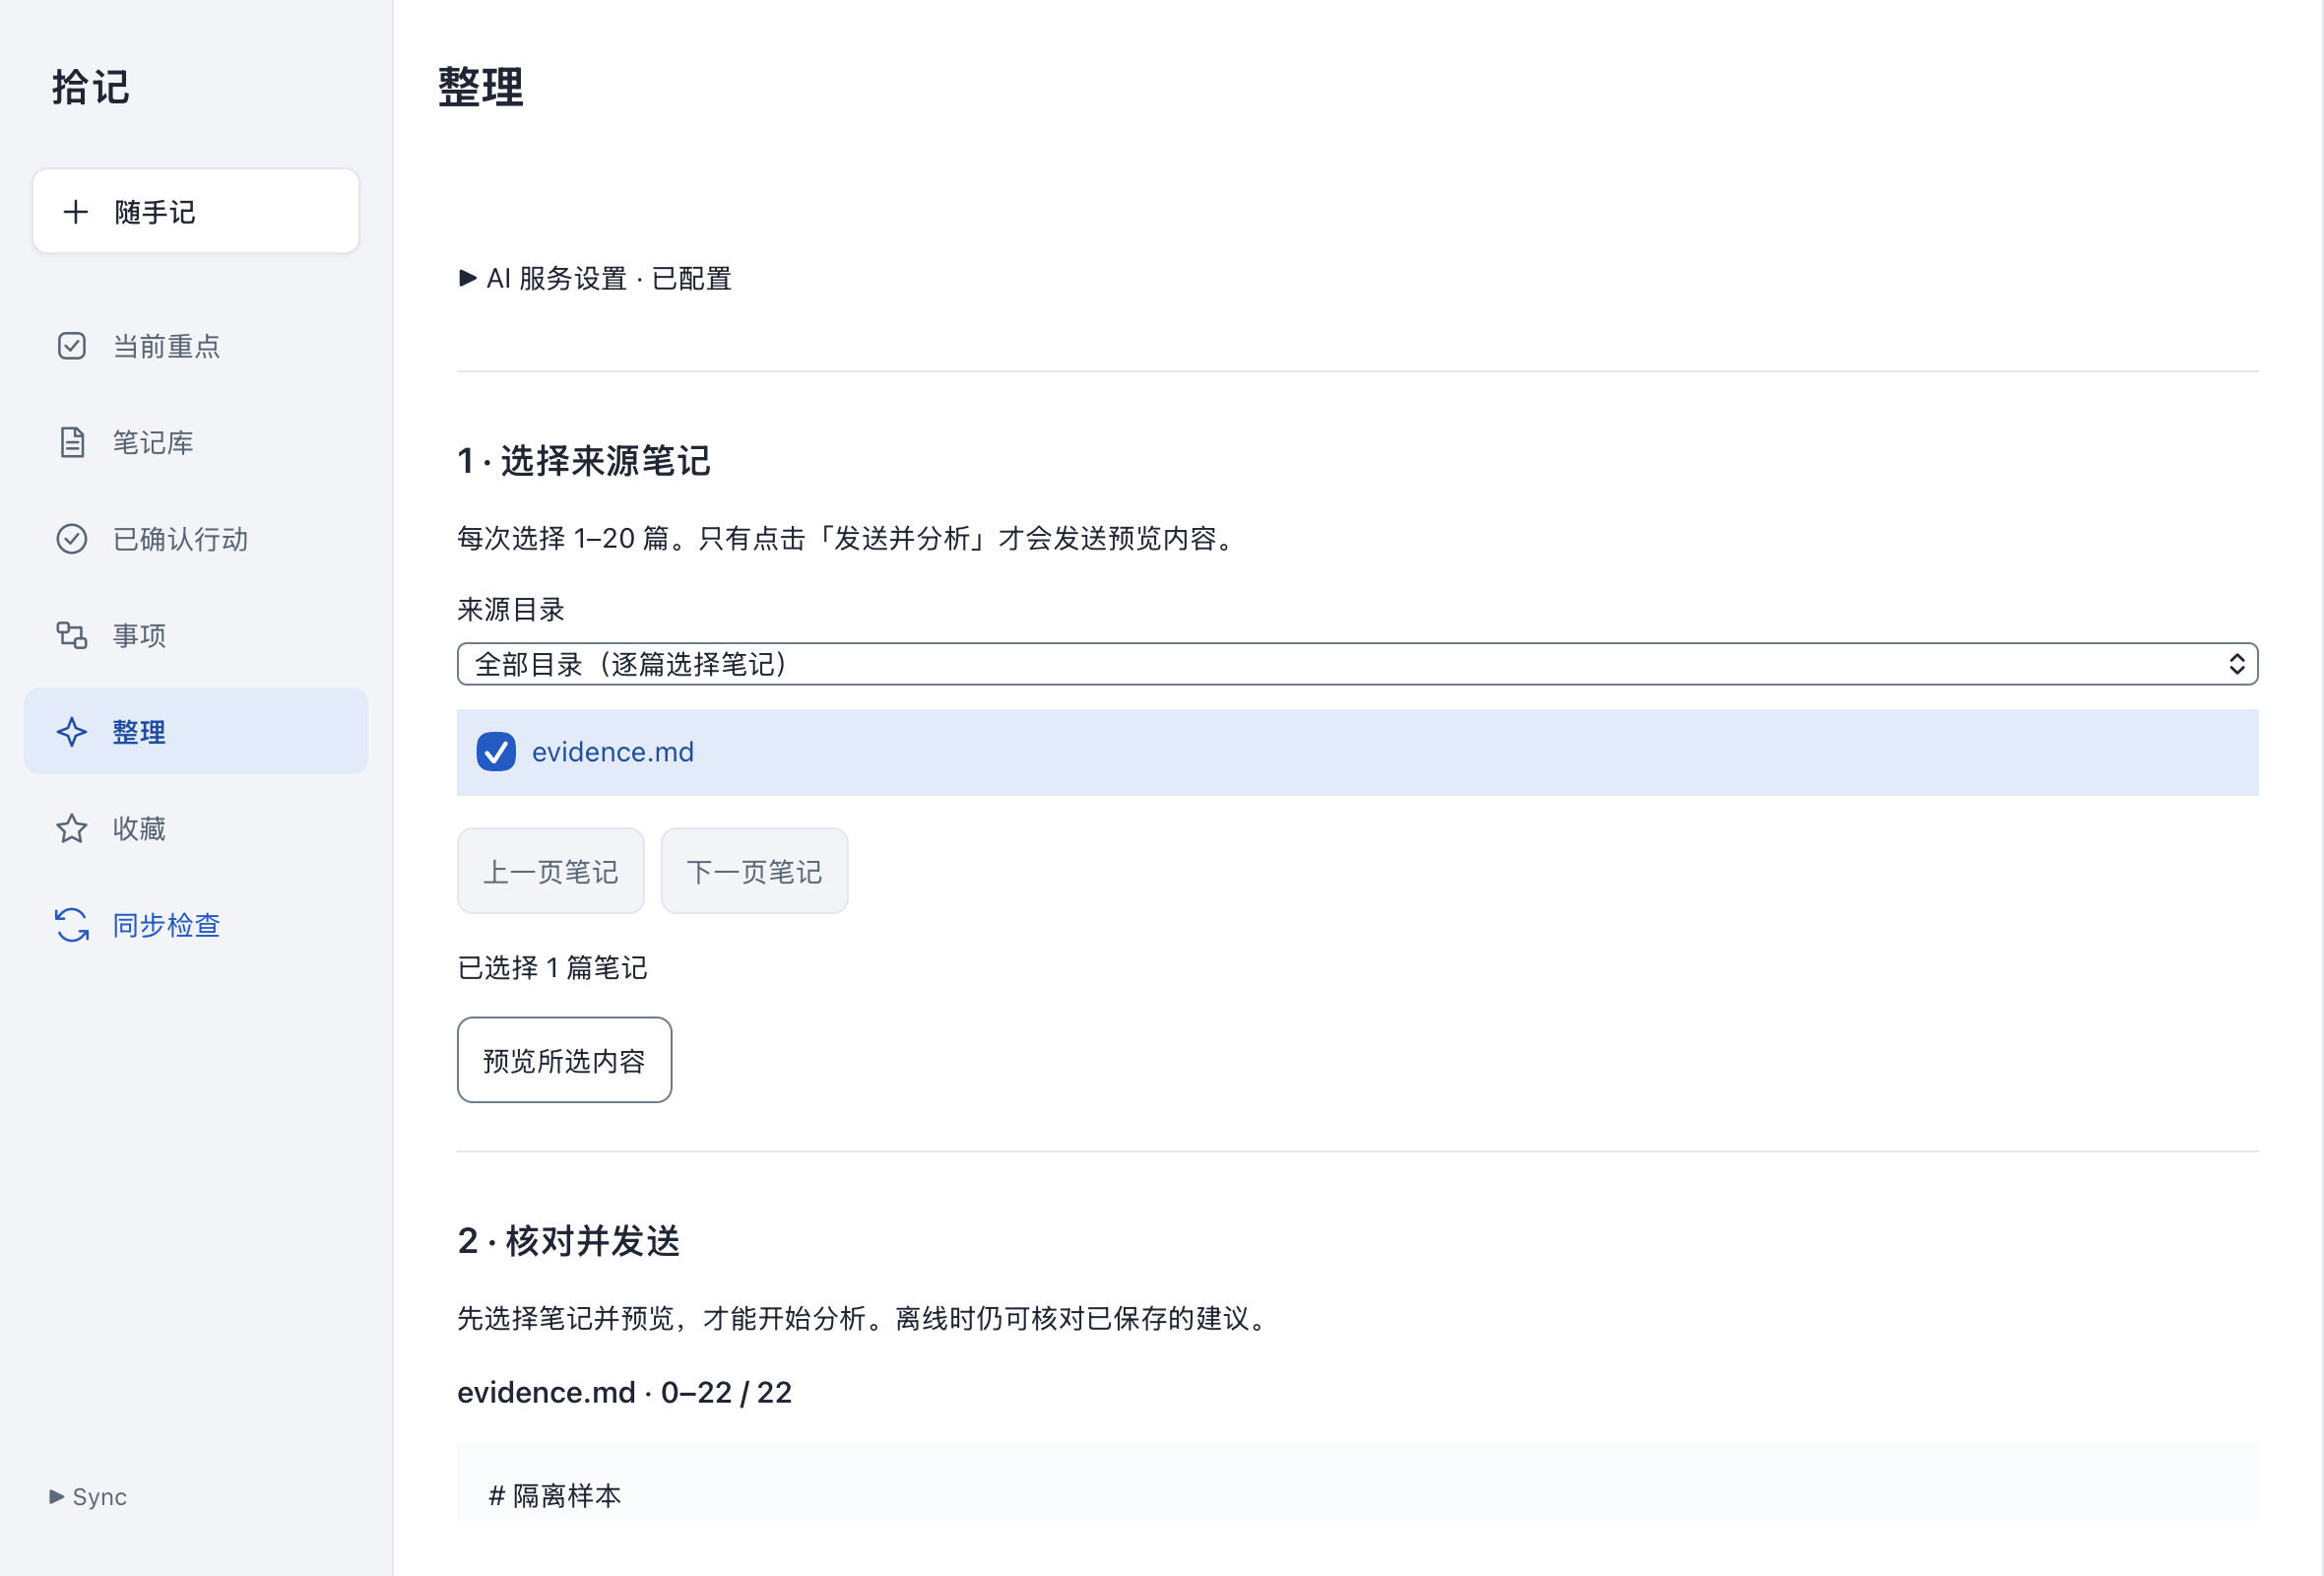 拾记
随手记
当前重点
笔记库
已确认行动
事项
整理
收藏
同步检查
Sync
整理
AI 服务设置 · 已配置
1 · 选择来源笔记
每次选择 1–20 篇。只有点击「发送并分析」才会发送预览内容。
来源目录
全部目录（逐篇选择笔记）
evidence.md
上一页笔记 下一页笔记
已选择 1 篇笔记
预览所选内容
2 · 核对并发送
先选择笔记并预览，才能开始分析。离线时仍可核对已保存的建议。
evidence.md · 0–22 / 22
# 隔离样本